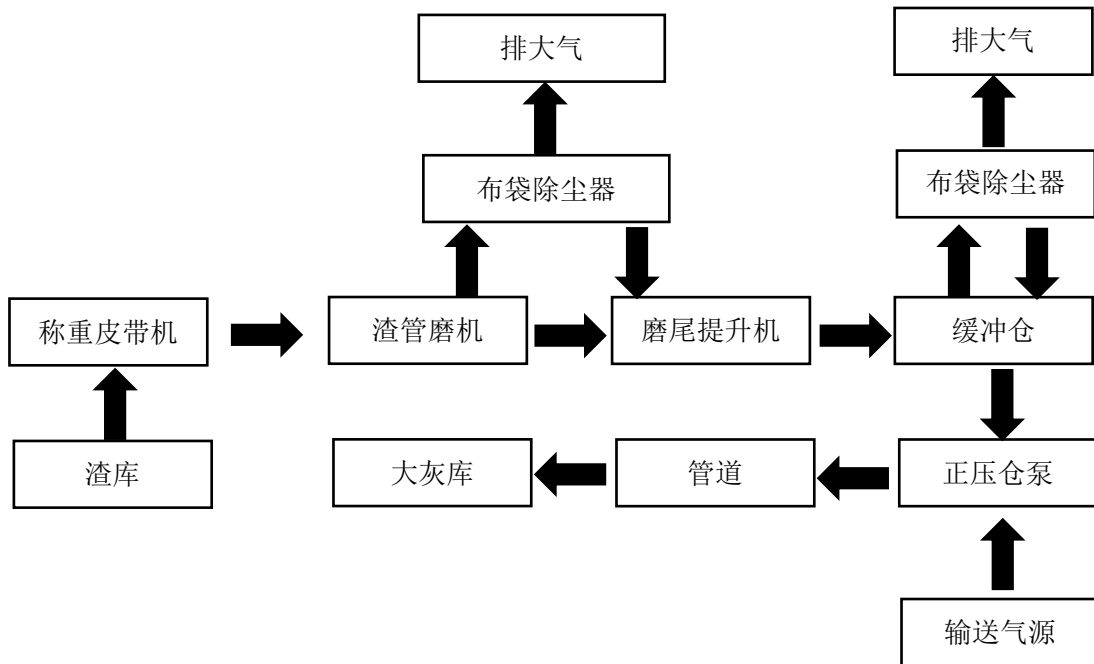 排大气
排大气
布袋除尘器
布袋除尘器
称重皮带机
渣管磨机
磨尾提升机
缓冲仓
渣库
大灰库
管道
正压仓泵
输送气源